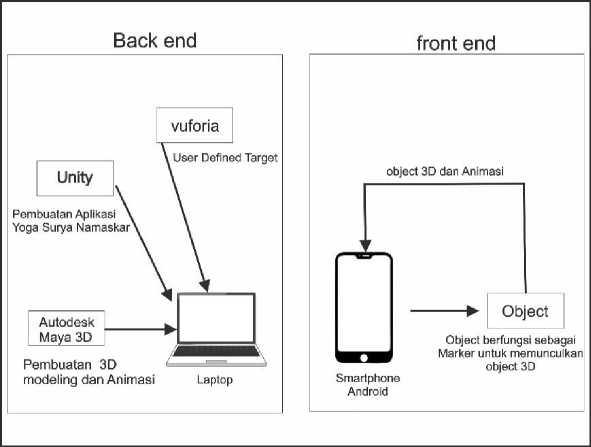 Back end
vuforia
User Defined Target
Unity
Pembuatan Aplikasi
Yoga Surya Namaskar
Autodesk
Maya 3D
Pembuatan 3D
modeling dan Animasi
Laptop
front end
object 3D dan Animasi
Object
Object berfungsi sebagai
Marker untuk memunculkan
object 3D
Smartphone
Android